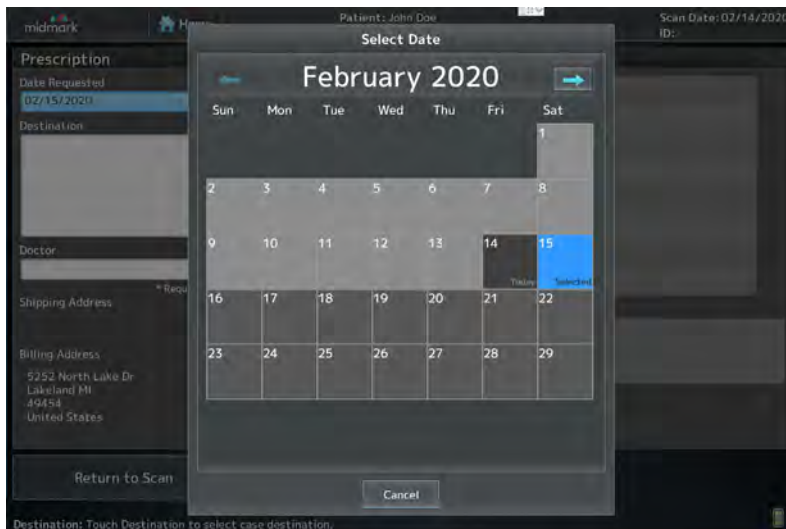 midmark
Patient: John Doe
Scan Date: 02/14/2020
ID:
Prescription
Date Requested
02/15/2020
Destination
Doctor
* Requ
Shipping Address
Billing Address
5252 North Lake Dr
Lakeland MI
49454
United States
Return to Scan
Destination: Touch Destination to select case destination.
Select Date
February 2020
Sun Mon Tue Wed Thu Fri Sat
1
2 3 4 5 6 7 8
9 10 11 12 13 14 15
Today Selected
16 17 18 19 20 21 22
23 24 25 26 27 28 29
Cancel